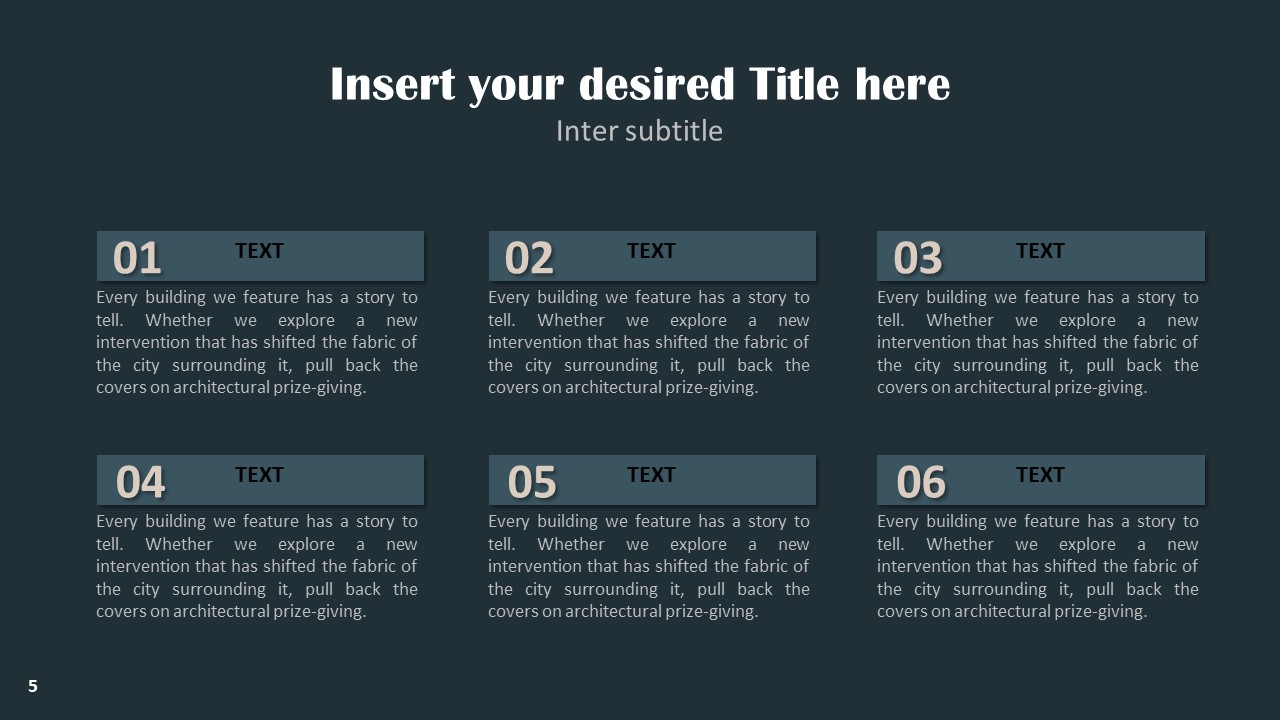 Insert your desired Title here
Inter subtitle
01 TEXT
Every building we feature has a story to
tell. Whether we explore a new
intervention that has shifted the fabric of
the city surrounding it, pull back the
covers on architectural prize-giving.
02 TEXT
Every building we feature has a story to
tell. Whether we explore a new
intervention that has shifted the fabric of
the city surrounding it, pull back the
covers on architectural prize-giving.
03 TEXT
Every building we feature has a story to
tell. Whether we explore a new
intervention that has shifted the fabric of
the city surrounding it, pull back the
covers on architectural prize-giving.
04 TEXT
Every building we feature has a story to
tell. Whether we explore a new
intervention that has shifted the fabric of
the city surrounding it, pull back the
covers on architectural prize-giving.
05 TEXT
Every building we feature has a story to
tell. Whether we explore a new
intervention that has shifted the fabric of
the city surrounding it, pull back the
covers on architectural prize-giving.
06 TEXT
Every building we feature has a story to
tell. Whether we explore a new
intervention that has shifted the fabric of
the city surrounding it, pull back the
covers on architectural prize-giving.
5